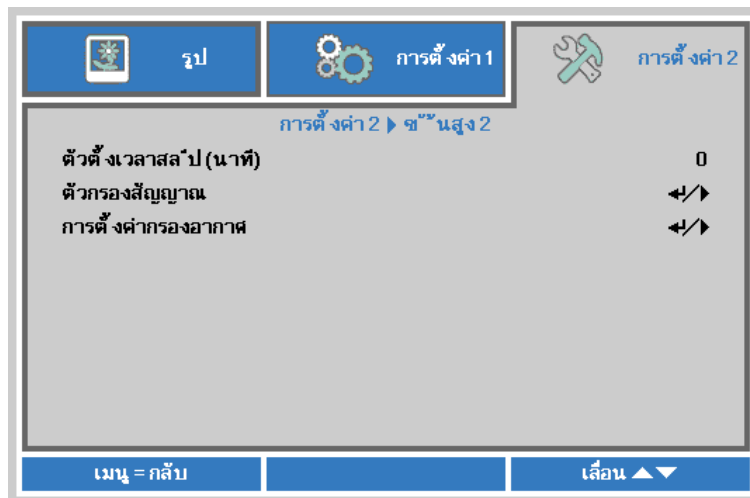 รูป
การตั้งค่า 1
การตั้งค่า 2
การตั้งค่า 2 ▶ ขั้นสูง 2
ตัวตั้งเวลาสลีป (นาที) 0
ตัวกรองสัญญาณ ↵/▶
การตั้งค่ากรองอากาศ ↵/▶
เมนู = กลับ
เลื่อน ▲▼